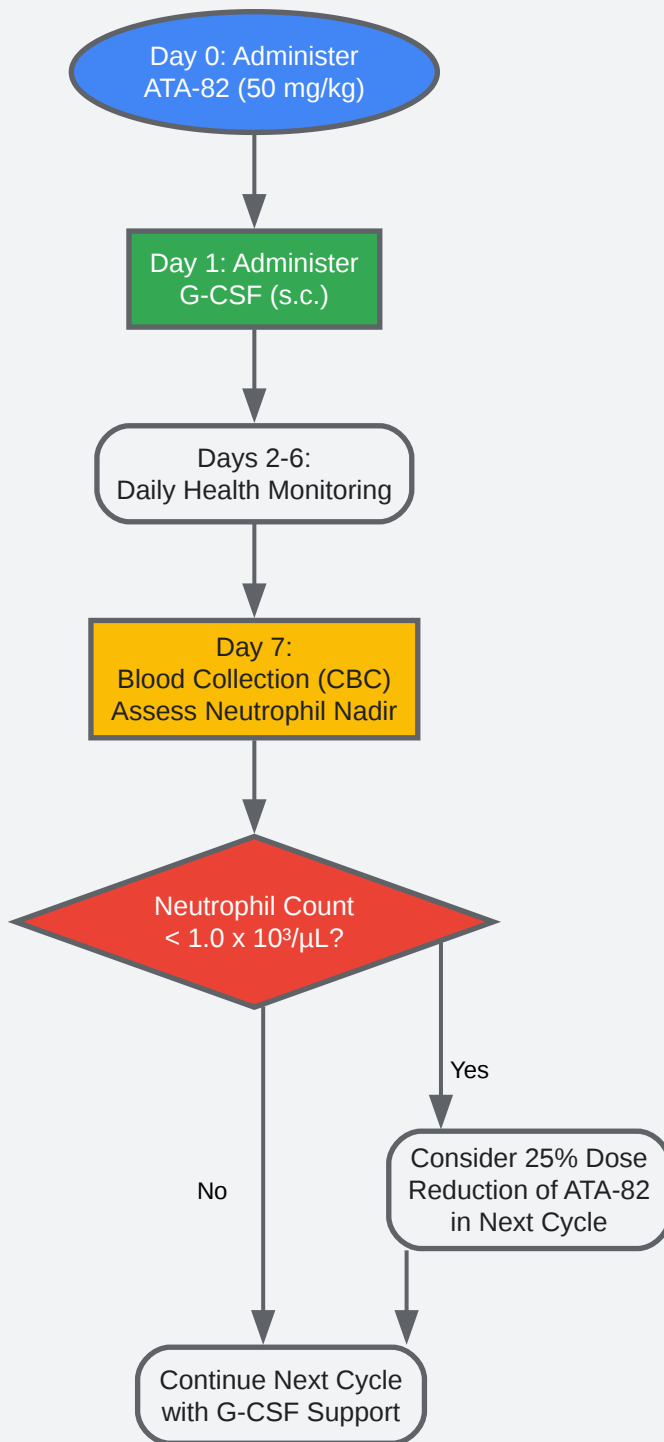 Day 0: Administer
ATA-82 (50 mg/kg)
Day 1: Administer
G-CSF (s.c.)
Days 2-6:
Daily Health Monitoring
Day 7:
Blood Collection (CBC)
Assess Neutrophil Nadir
Neutrophil Count
< 1.0 x 10³/µL?
Yes
Consider 25% Dose
Reduction of ATA-82
in Next Cycle
No
Continue Next Cycle
with G-CSF Support